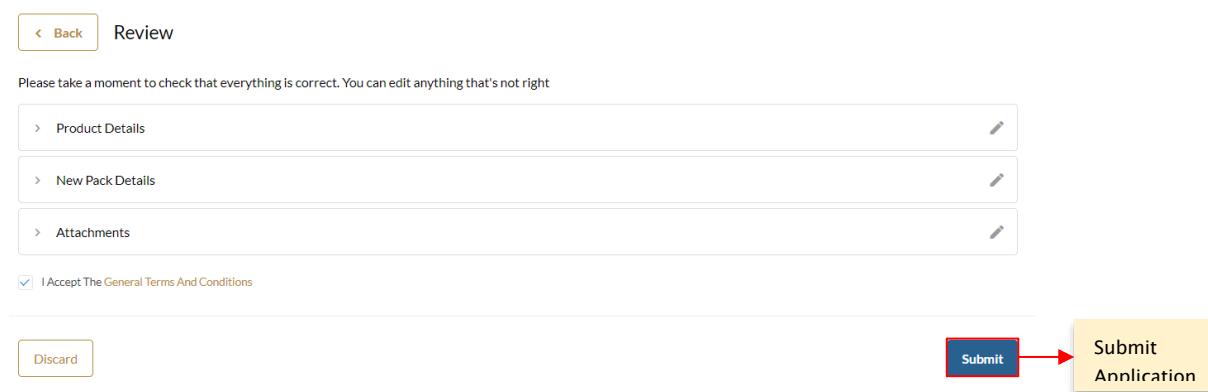 Back
Review
Please take a moment to check that everything is correct. You can edit anything that's not right
Product Details
New Pack Details
Attachments
I Accept The General Terms And Conditions
Discard
Submit
Submit
Application